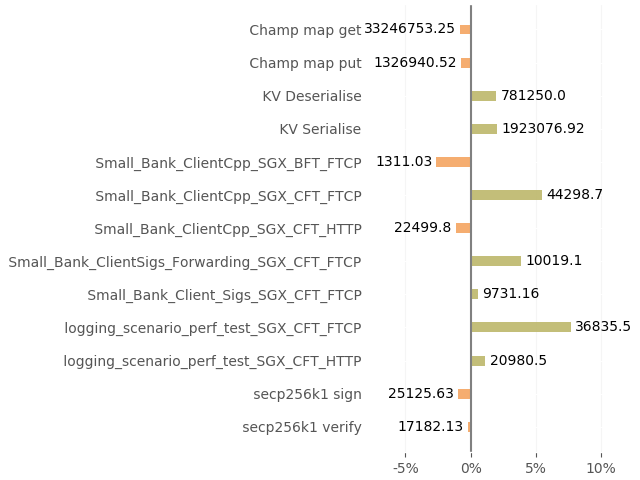 Champ map get 33246753.25
Champ map put 1326940.52
KV Deserialise 781250.0
KV Serialise 1923076.92
Small_Bank_ClientCpp_SGX_BFT_FTCP 1311.03
Small_Bank_ClientCpp_SGX_CFT_FTCP 44298.7
Small_Bank_ClientCpp_SGX_CFT_HTTP 22499.8
Small_Bank_ClientSigs_Forwarding_SGX_CFT_FTCP 10019.1
Small_Bank_Client_Sigs_SGX_CFT_FTCP 9731.16
logging_scenario_perf_test_SGX_CFT_FTCP 36835.5
logging_scenario_perf_test_SGX_CFT_HTTP 20980.5
secp256k1 sign 25125.63
secp256k1 verify 17182.13
-5% 0% 5% 10%